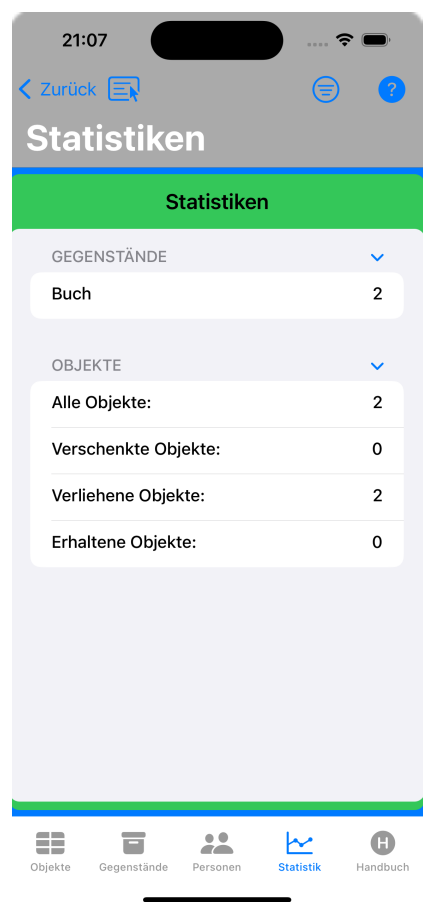 21:07
Zurück
?
Statistiken
Statistiken
GEGENSTÄNDE
Buch 2
OBJEKTE
Alle Objekte: 2
Verschenkte Objekte: 0
Verliehene Objekte: 2
Erhaltene Objekte: 0
H
Objekte Gegenstände Personen Statistik Handbuch